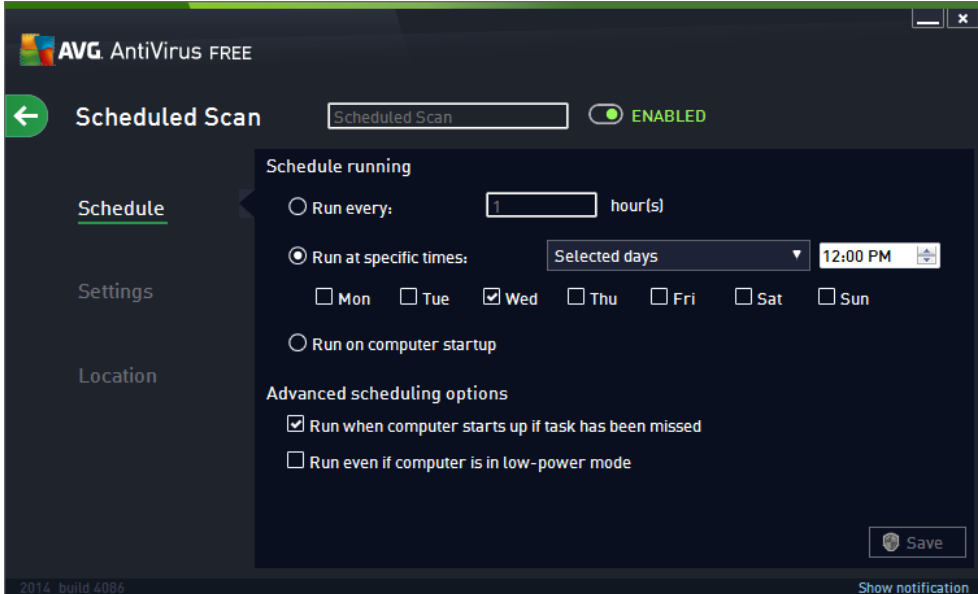 AVG. AntiVirus FREE
Scheduled Scan
Scheduled Scan
ENABLED
Schedule running
Schedule
Run every:
1
hour(s)
Run at specific times:
Selected days
12:00 PM
Mon Tue Wed Thu Fri Sat Sun
Settings
Run on computer startup
Location
Advanced scheduling options
Run when computer starts up if task has been missed
Run even if computer is in low-power mode
Save
2014 build 4086
Show notification